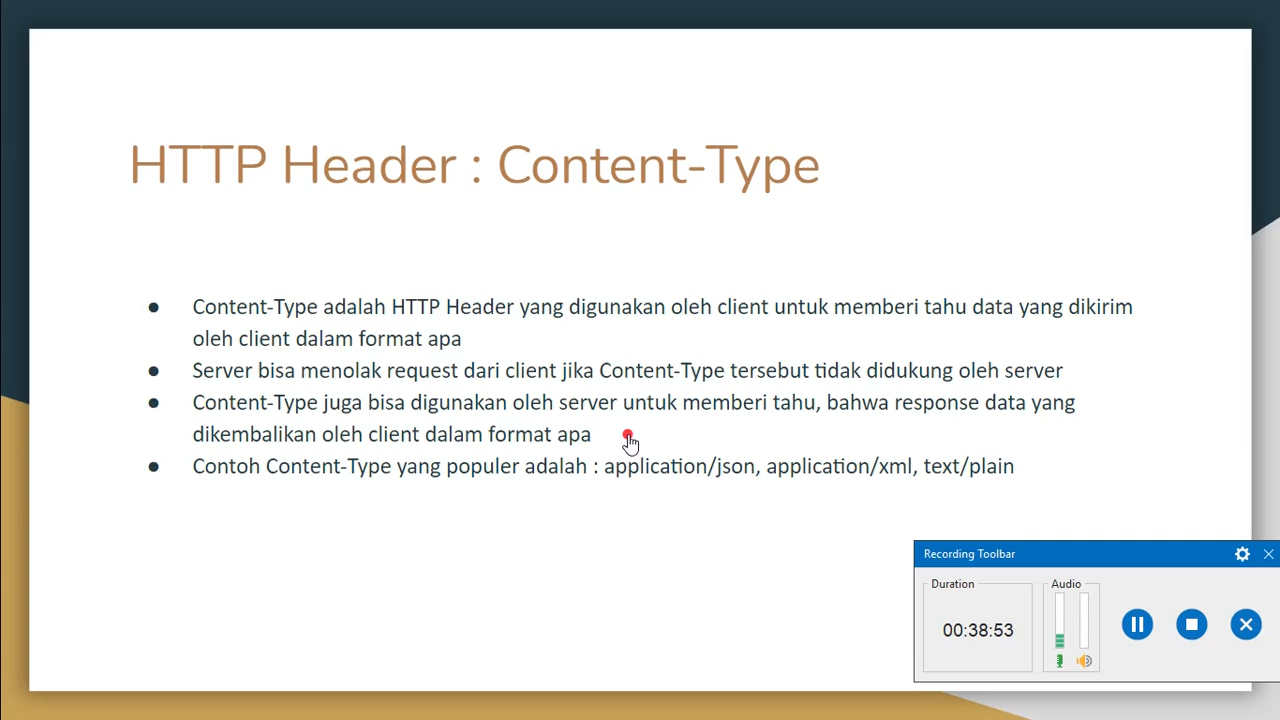 HTTP Header : Content-Type
● Content-Type adalah HTTP Header yang digunakan oleh client untuk memberi tahu data yang dikirim
oleh client dalam format apa
● Server bisa menolak request dari client jika Content-Type tersebut tidak didukung oleh server
● Content-Type juga bisa digunakan oleh server untuk memberi tahu, bahwa response data yang
dikembalikan oleh client dalam format apa
● Contoh Content-Type yang populer adalah : application/json, application/xml, text/plain
Recording Toolbar
Duration
Audio
00:38:53